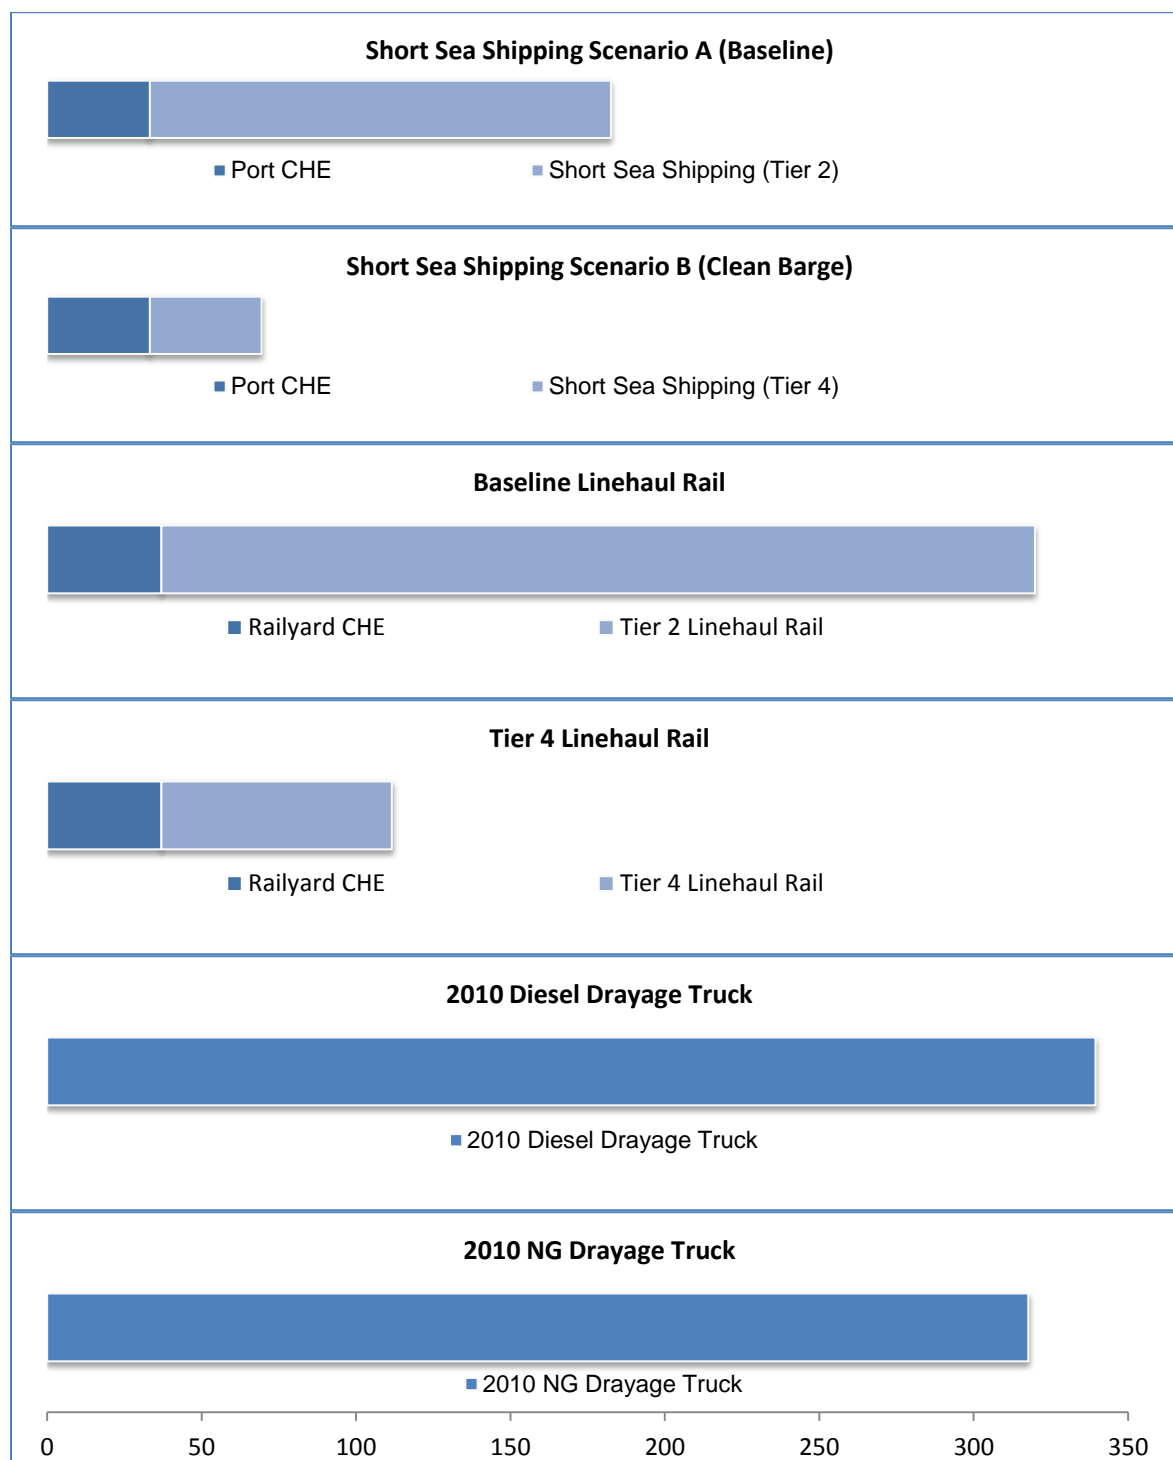 Short Sea Shipping Scenario A (Baseline)
Port CHE Short Sea Shipping (Tier 2)
Short Sea Shipping Scenario B (Clean Barge)
Port CHE Short Sea Shipping (Tier 4)
Baseline Linehaul Rail
Railyard CHE Tier 2 Linehaul Rail
Tier 4 Linehaul Rail
Railyard CHE Tier 4 Linehaul Rail
2010 Diesel Drayage Truck
2010 Diesel Drayage Truck
2010 NG Drayage Truck
2010 NG Drayage Truck
0 50 100 150 200 250 300 350